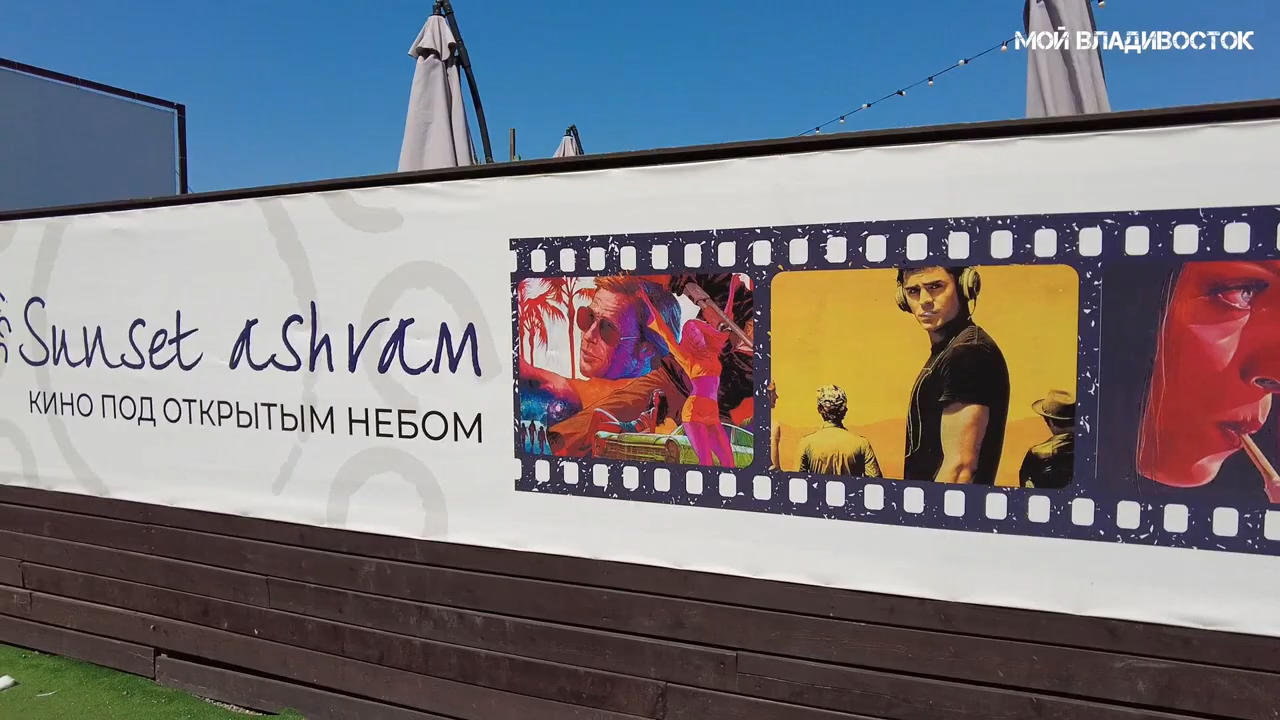 МОЙ ВЛАДИВОСТОК
Sunset ashram
КИНО ПОД ОТКРЫТЫМ НЕБОМ